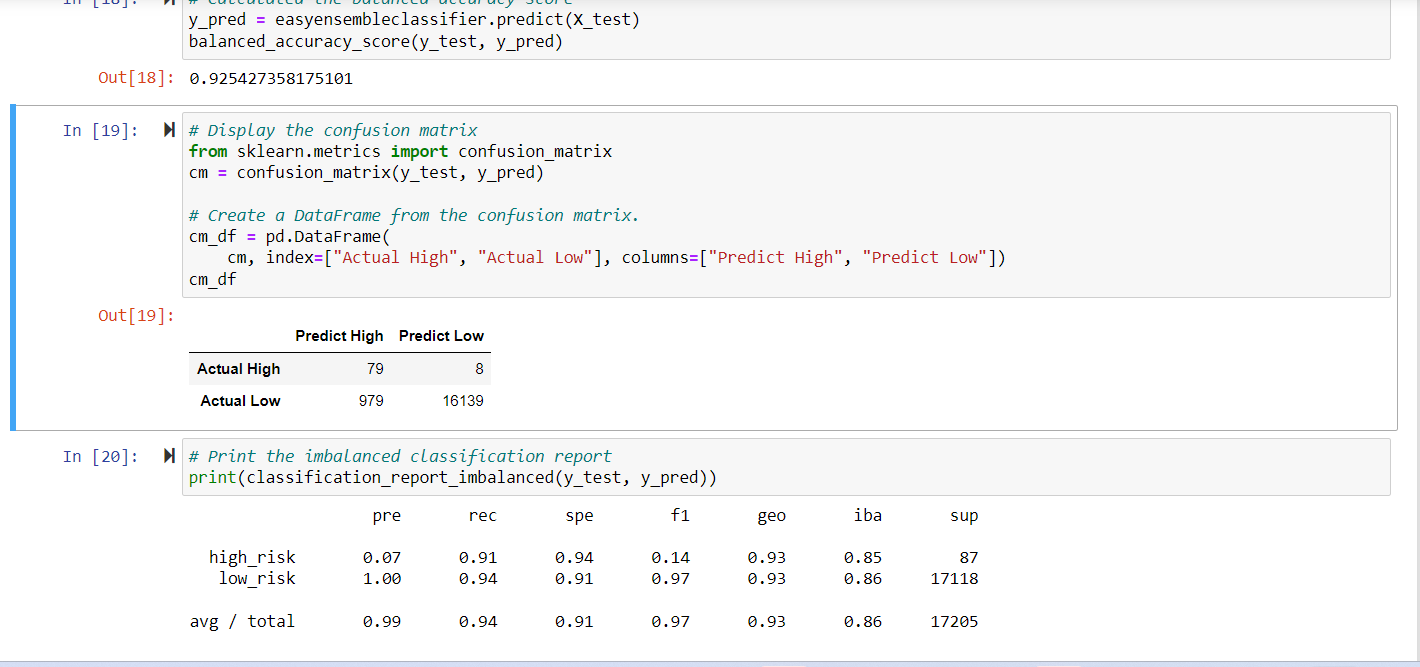 In [18]: # Calculated the balanced accuracy score
y_pred = easyensembleclassifier.predict(X_test)
balanced_accuracy_score(y_test, y_pred)
Out[18]: 0.925427358175101
In [19]: # Display the confusion matrix
from sklearn.metrics import confusion_matrix
cm = confusion_matrix(y_test, y_pred)
# Create a DataFrame from the confusion matrix.
cm_df = pd.DataFrame(
cm, index=["Actual High", "Actual Low"], columns=["Predict High", "Predict Low"])
cm_df
Out[19]:
Predict High Predict Low
Actual High 79 8
Actual Low 979 16139
In [20]: # Print the imbalanced classification report
print(classification_report_imbalanced(y_test, y_pred))
pre rec spe f1 geo iba sup
high_risk 0.07 0.91 0.94 0.14 0.93 0.85 87
low_risk 1.00 0.94 0.91 0.97 0.93 0.86 17118
avg / total 0.99 0.94 0.91 0.97 0.93 0.86 17205